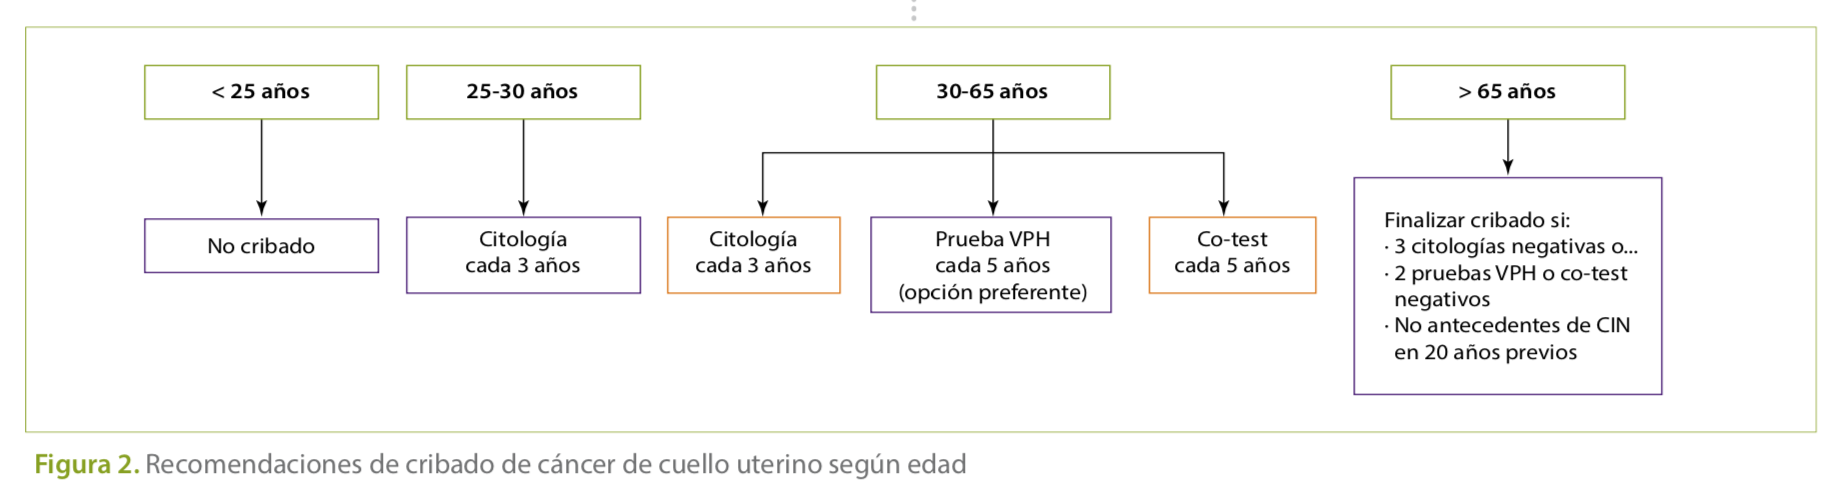 < 25 años
25-30 años
30-65 años
> 65 años
No cribado
Citología
cada 3 años
Citología
cada 3 años
Prueba VPH
cada 5 años
(opción preferente)
Co-test
cada 5 años
Finalizar cribado si:
· 3 citologías negativas o...
· 2 pruebas VPH o co-test
negativos
· No antecedentes de CIN
en 20 años previos
Figura 2. Recomendaciones de cribado de cáncer de cuello uterino según edad